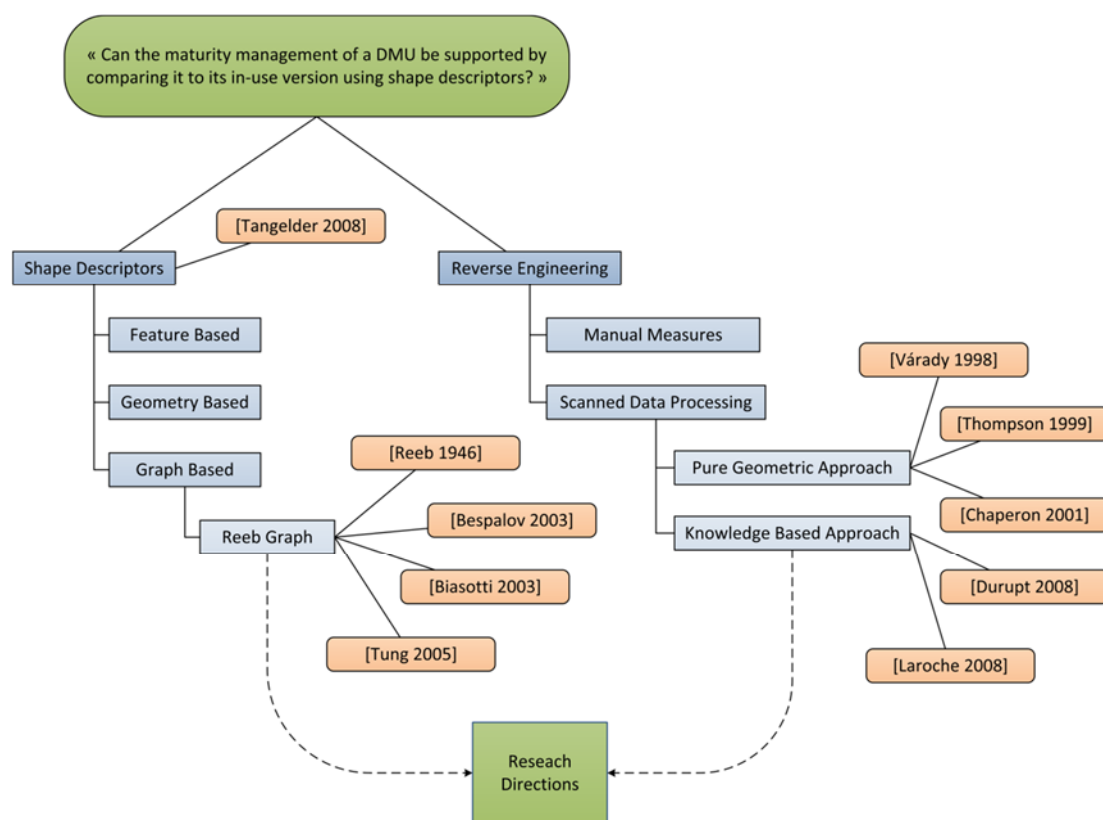 « Can the maturity management of a DMU be supported by
comparing it to its in-use version using shape descriptors? »
[Tangelder 2008]
Shape Descriptors
Reverse Engineering
Feature Based
Manual Measures
[Várady 1998]
Geometry Based
Scanned Data Processing
[Thompson 1999]
[Reeb 1946]
Graph Based
Pure Geometric Approach
[Bespalov 2003]
[Chaperon 2001]
Reeb Graph
Knowledge Based Approach
[Biasotti 2003]
[Durupt 2008]
[Tung 2005]
[Laroche 2008]
Reseach
Directions